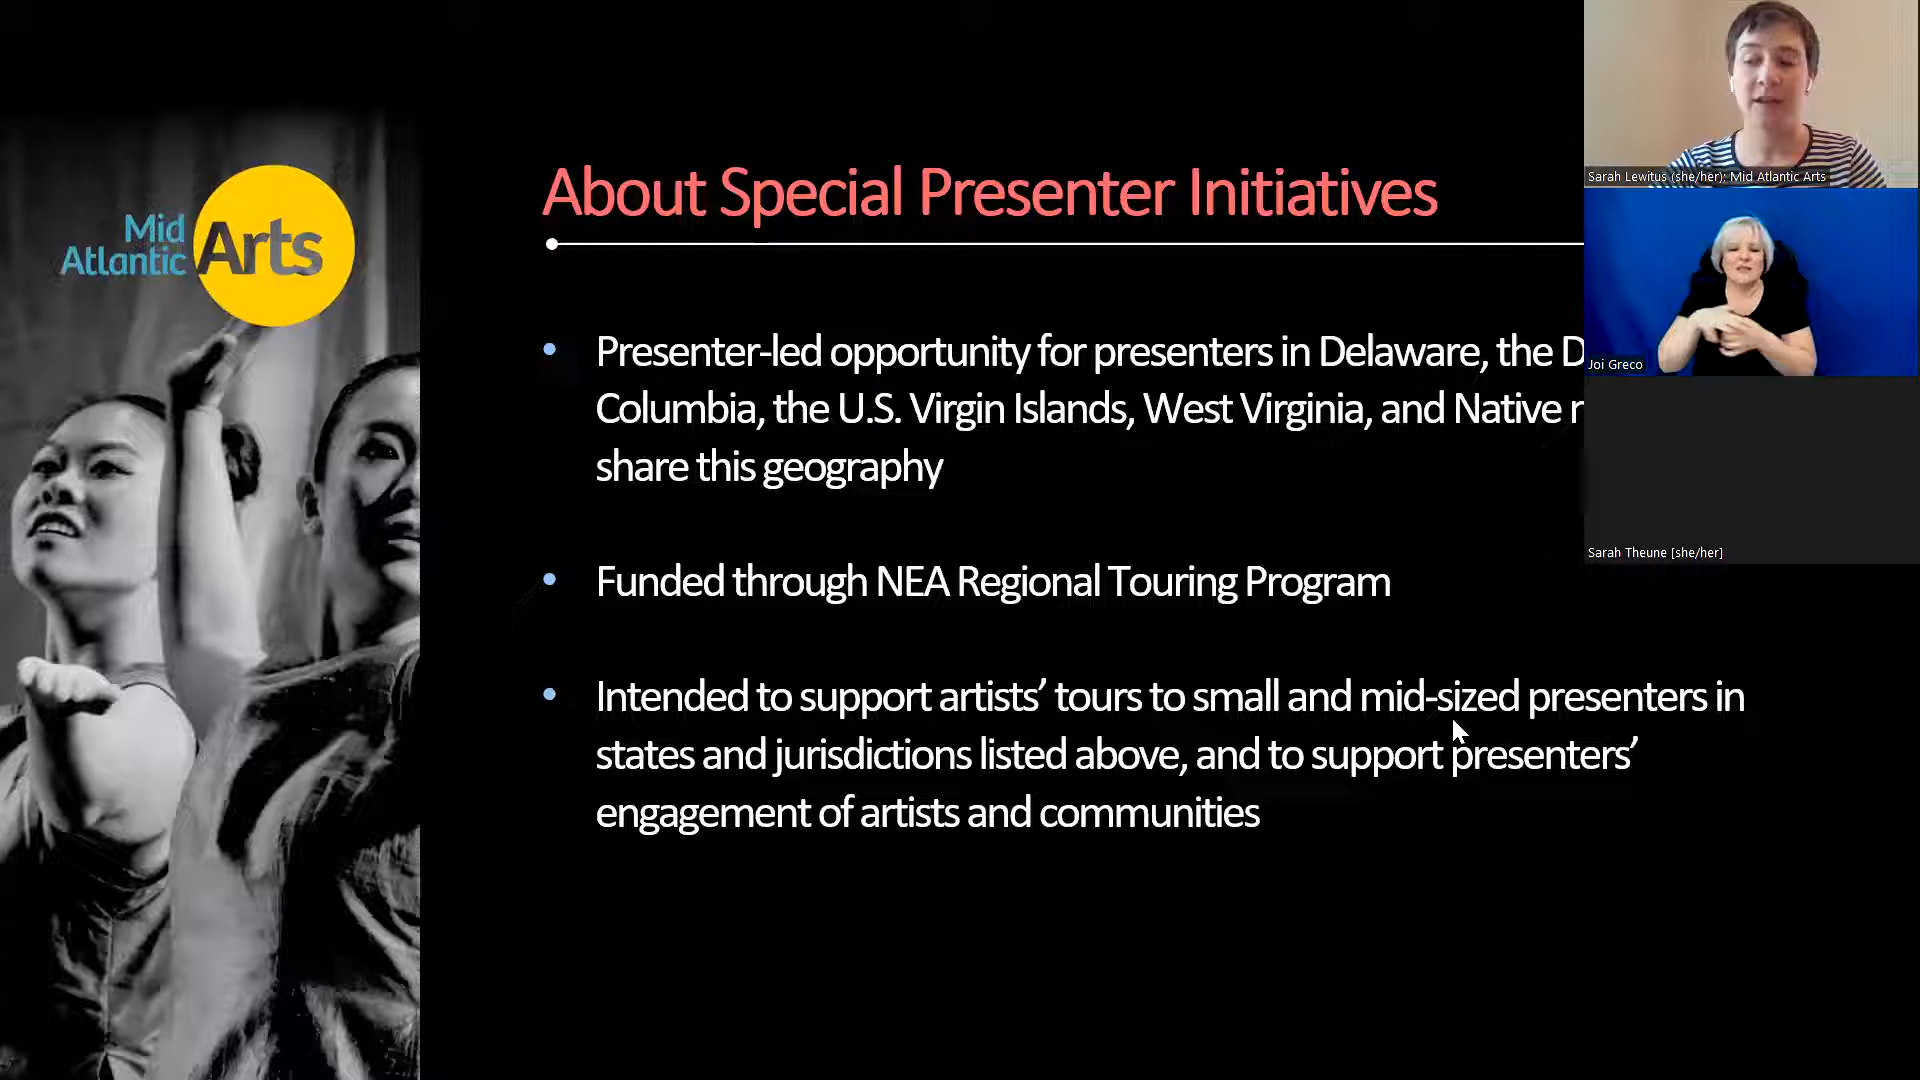 Mid
Atlantic
Arts
About Special Presenter Initiatives
• Presenter-led opportunity for presenters in Delaware, the D
Columbia, the U.S. Virgin Islands, West Virginia, and Native
share this geography
• Funded through NEA Regional Touring Program
• Intended to support artists’ tours to small and mid-sized presenters in
states and jurisdictions listed above, and to support presenters’
engagement of artists and communities
Sarah Lewitus (she/her); Mid Atlantic Arts
Joi Greco
Sarah Theune [she/her]